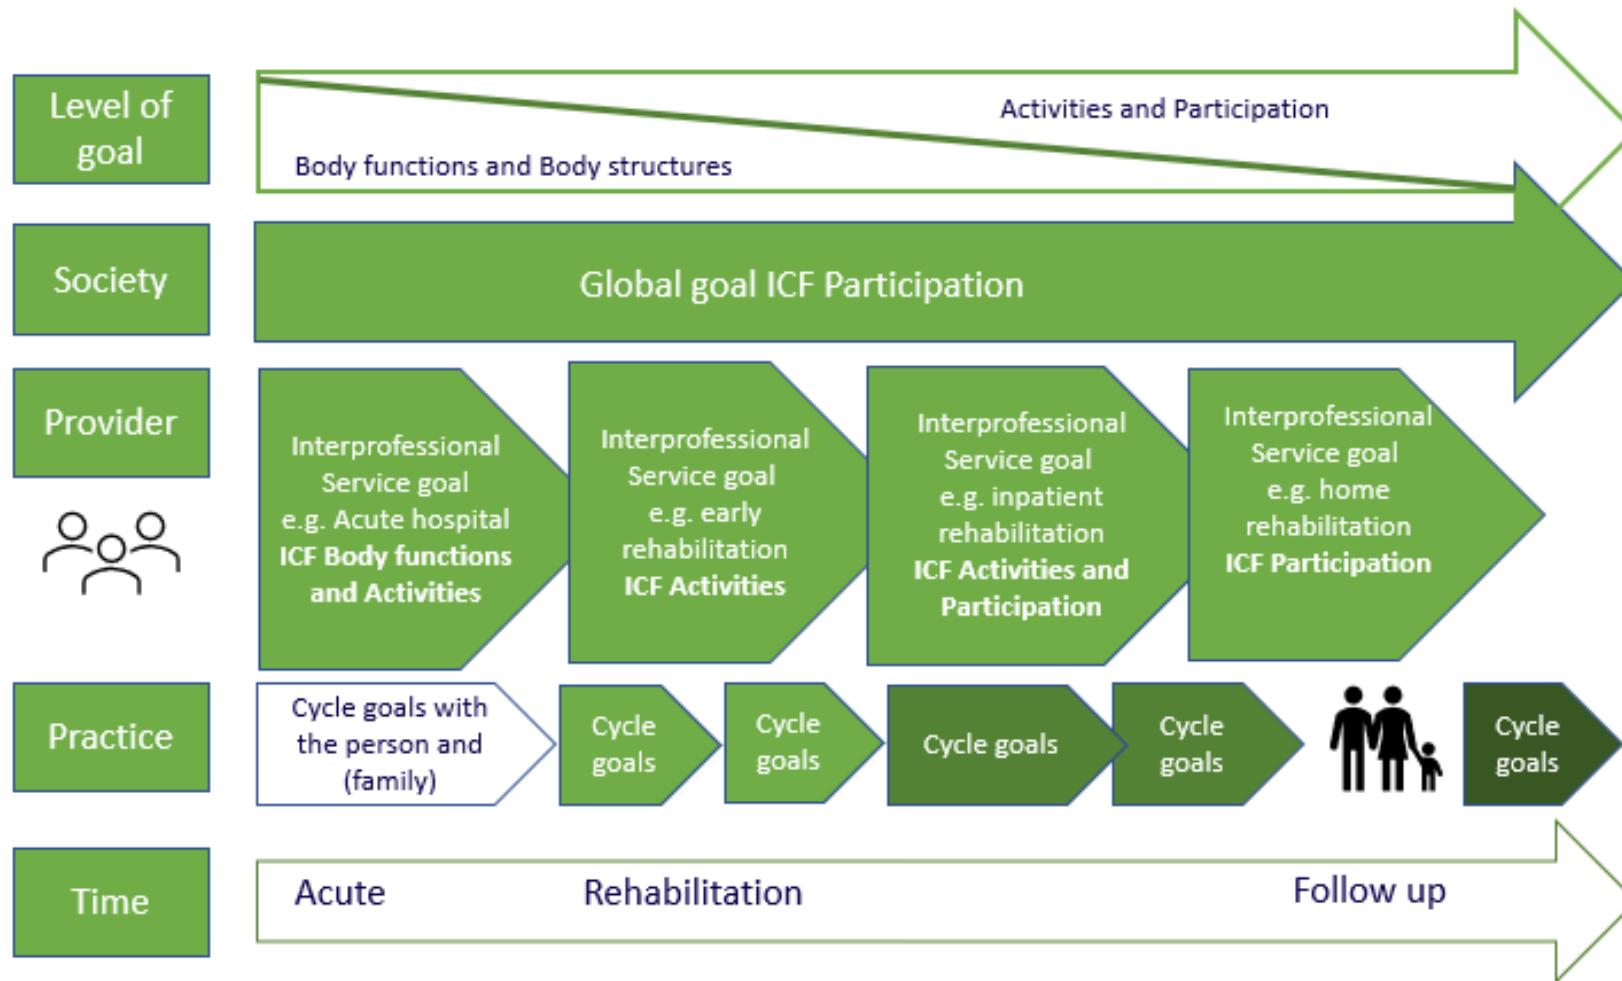 Level of
goal
Activities and Participation
Body functions and Body structures
Society
Global goal ICF Participation
Provider
Interprofessional
Service goal
e.g. Acute hospital
ICF Body functions
and Activities
Interprofessional
Service goal
e.g. early
rehabilitation
ICF Activities
Interprofessional
Service goal
e.g. inpatient
rehabilitation
ICF Activities and
Participation
Interprofessional
Service goal
e.g. home
rehabilitation
ICF Participation
Practice
Cycle goals with
the person and
(family)
Cycle
goals
Cycle
goals
Cycle goals
Cycle
goals
Cycle
goals
Time
Acute
Rehabilitation
Follow up